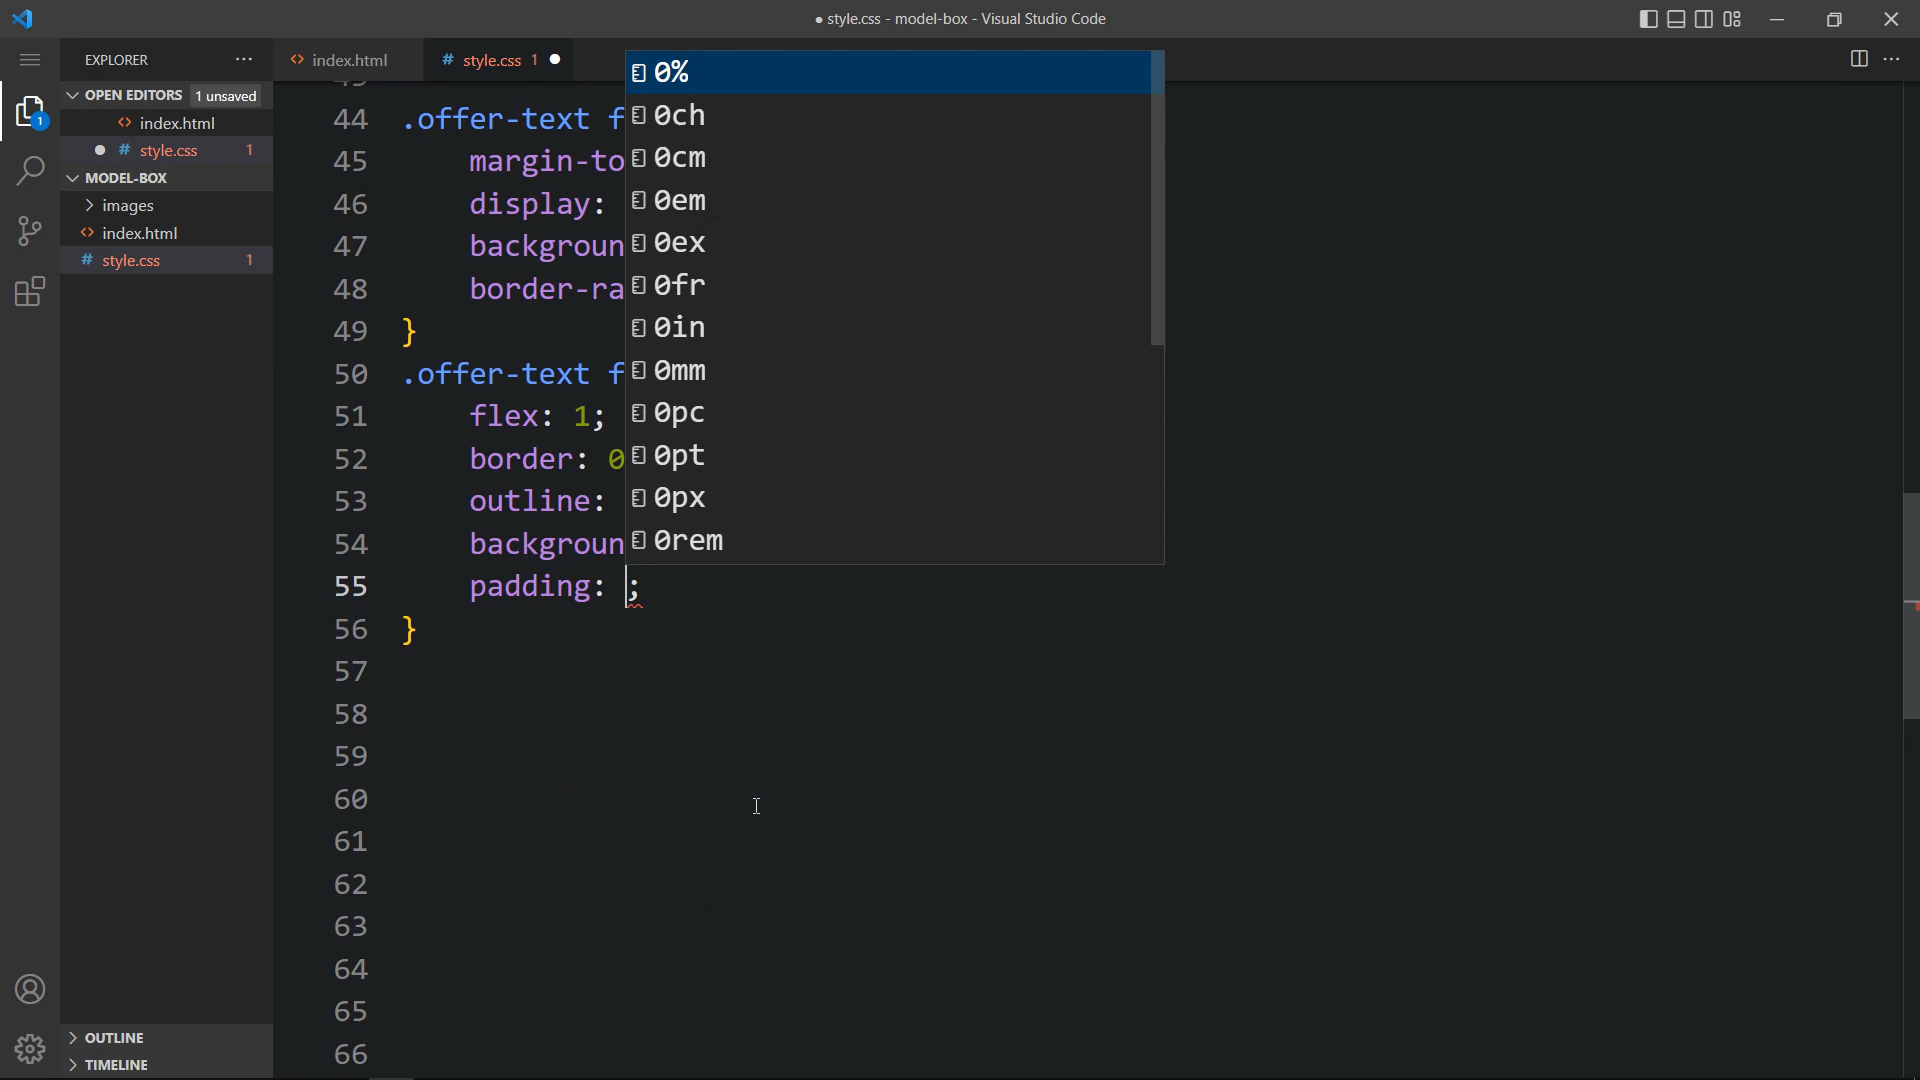 ● style.css - model-box - Visual Studio Code
EXPLORER
index.html
# style.css 1
OPEN EDITORS 1 unsaved
index.html
# style.css 1
MODEL-BOX
images
index.html
# style.css 1
OUTLINE
TIMELINE
1
44 .offer-text f
45 margin-to
46 display:
47 backgroun
48 border-ra
49 }
50 .offer-text f
51 flex: 1;
52 border: 0
53 outline:
54 backgroun
55 padding: ;
56 }
57
58
59
60
61
62
63
64
65
66
0%
0ch
0cm
0em
0ex
0fr
0in
0mm
0pc
0pt
0px
0rem